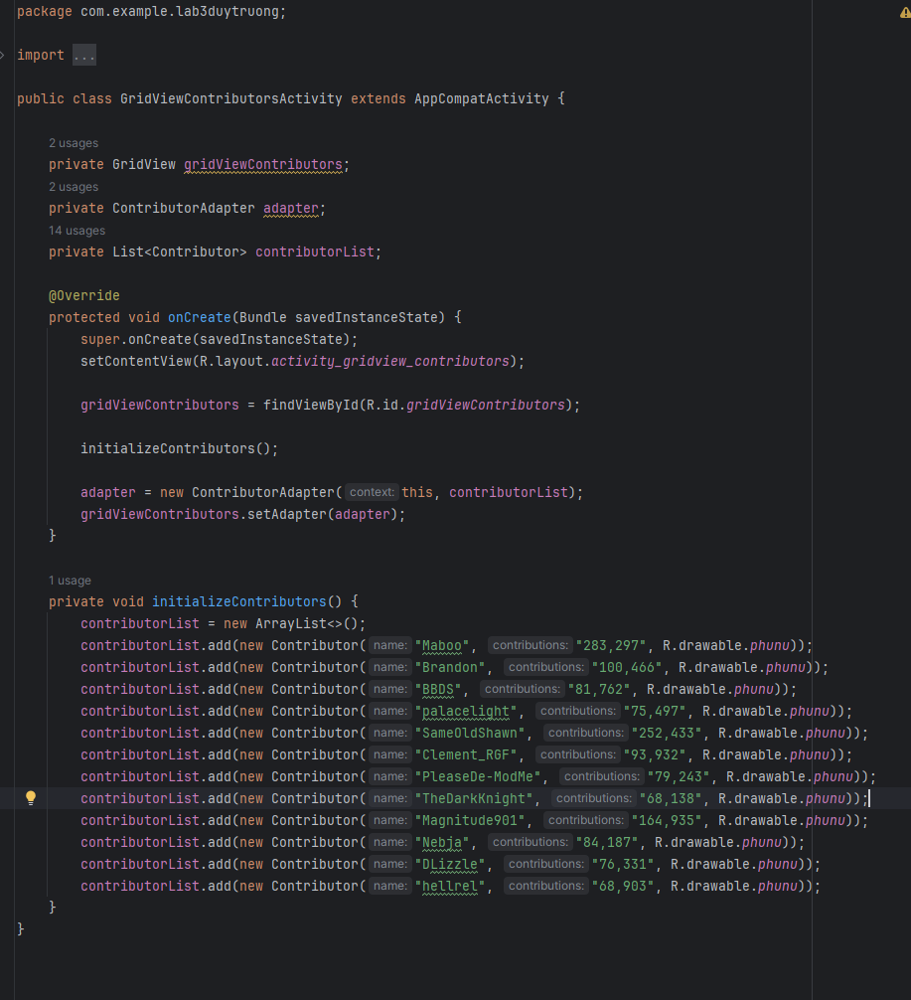 package com.example.lab3duytruong;
import ...
public class GridViewContributorsActivity extends AppCompatActivity {
2 usages
private GridView gridViewContributors;
2 usages
private ContributorAdapter adapter;
14 usages
private List<Contributor> contributorList;
@Override
protected void onCreate(Bundle savedInstanceState) {
super.onCreate(savedInstanceState);
setContentView(R.layout.activity_gridview_contributors);
gridViewContributors = findViewById(R.id.gridViewContributors);
initializeContributors();
adapter = new ContributorAdapter( context: this, contributorList);
gridViewContributors.setAdapter(adapter);
}
1 usage
private void initializeContributors() {
contributorList = new ArrayList<>();
contributorList.add(new Contributor( name: "Maboo", contributions: "283,297", R.drawable.phunu));
contributorList.add(new Contributor( name: "Brandon", contributions: "100,466", R.drawable.phunu));
contributorList.add(new Contributor( name: "BBDS", contributions: "81,762", R.drawable.phunu));
contributorList.add(new Contributor( name: "palacelight", contributions: "75,497", R.drawable.phunu));
contributorList.add(new Contributor( name: "SameOldShawn", contributions: "252,433", R.drawable.phunu));
contributorList.add(new Contributor( name: "Clement_RGF", contributions: "93,932", R.drawable.phunu));
contributorList.add(new Contributor( name: "PleaseDe-ModMe", contributions: "79,243", R.drawable.phunu));
contributorList.add(new Contributor( name: "TheDarkKnight", contributions: "68,138", R.drawable.phunu));
contributorList.add(new Contributor( name: "Magnitude901", contributions: "164,935", R.drawable.phunu));
contributorList.add(new Contributor( name: "Nebja", contributions: "84,187", R.drawable.phunu));
contributorList.add(new Contributor( name: "DLizzle", contributions: "76,331", R.drawable.phunu));
contributorList.add(new Contributor( name: "hellrel", contributions: "68,903", R.drawable.phunu));
}
}